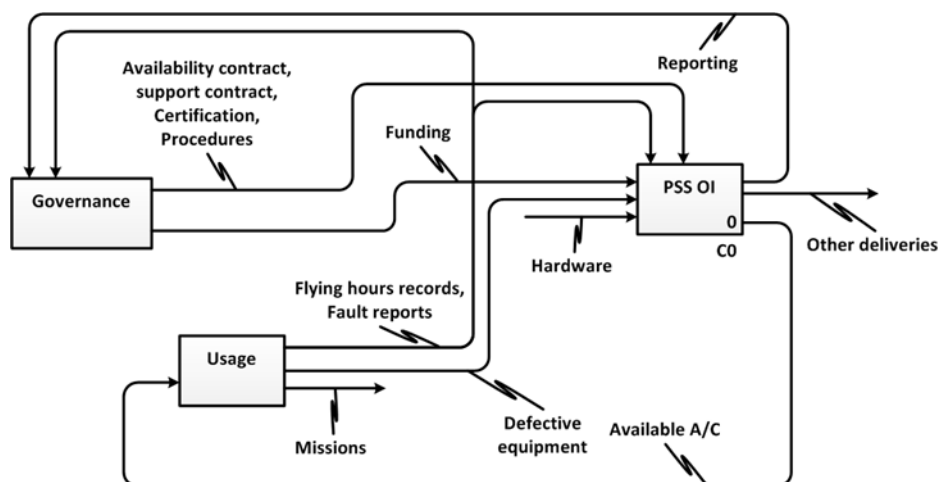 Reporting
Availability contract,
support contract,
Certification,
Procedures
Funding
Governance
PSS OI
0
C0
Hardware
Other deliveries
Flying hours records,
Fault reports
Usage
Missions
Defective
equipment
Available A/C